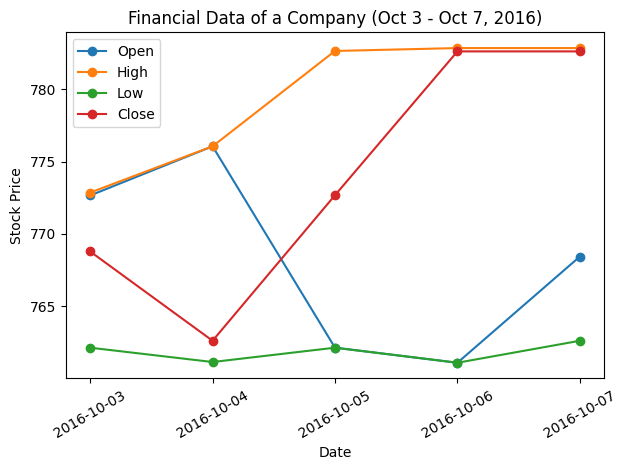 Financial Data of a Company (Oct 3 - Oct 7, 2016)
Open
High
Low
Close
780
775
770
765
Stock Price
2016-10-03
2016-10-04
2016-10-05
2016-10-06
2016-10-07
Date